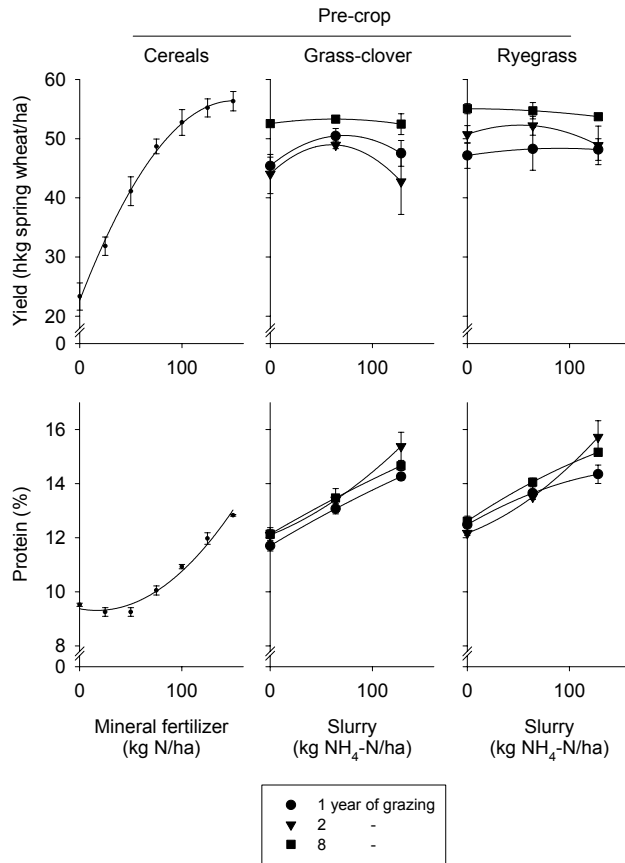 Pre-crop
Cereals Grass-clover Ryegrass
Yield (hkg spring wheat/ha)
60
50
40
30
20
0
0 100 0 100 0 100
Protein (%)
16
14
12
10
8
0
0 100 0 100 0 100
Mineral fertilizer Slurry Slurry
(kg N/ha) (kg NH₄-N/ha) (kg NH₄-N/ha)
1 year of grazing
2 -
8 -